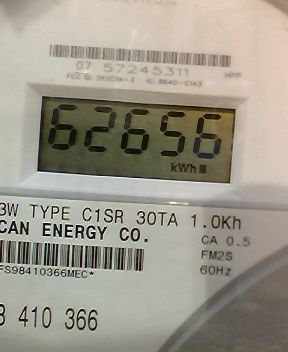 07 57245311
HPP
62656
kWh
3W TYPE C1SR 30TA 1.0Kh
CAN ENERGY CO.
CA 0.5
FM2S
60Hz
FS98410366MEC*
410 366